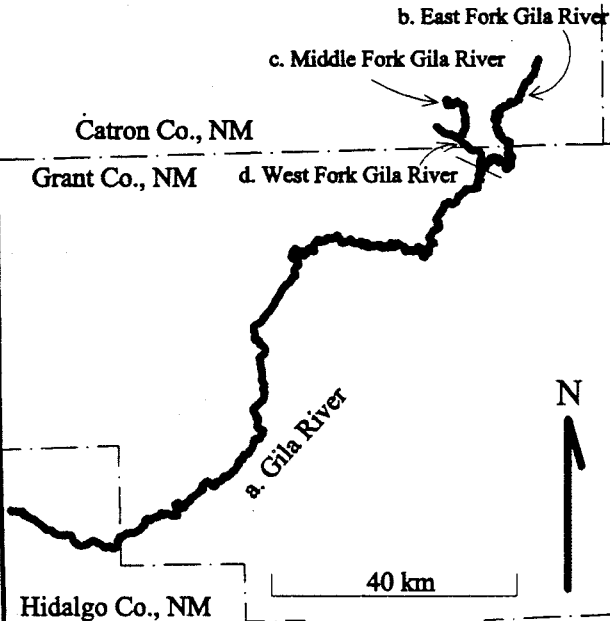 b. East Fork Gila River
c. Middle Fork Gila River
Catron Co., NM
Grant Co., NM
d. West Fork Gila River
N
a. Gila River
40 km
Hidalgo Co., NM